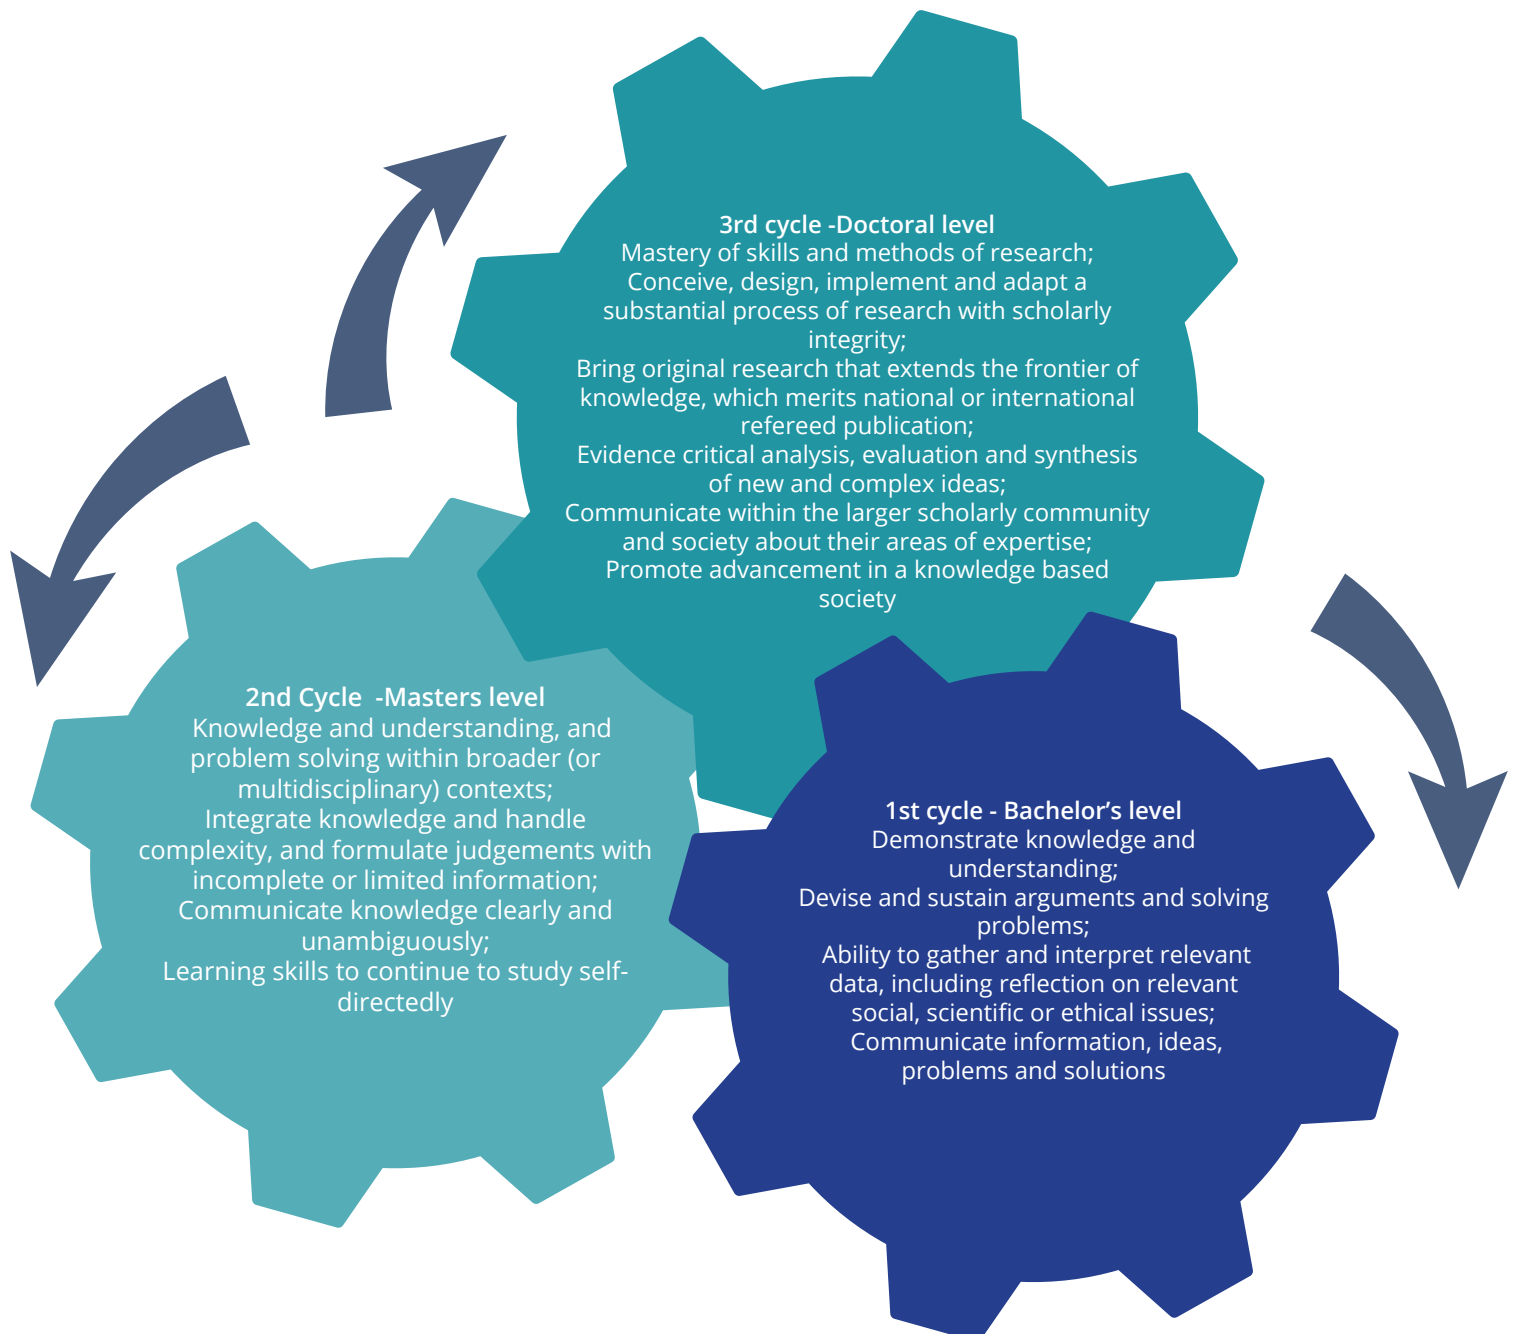 3rd cycle -Doctoral level
Mastery of skills and methods of research;
Conceive, design, implement and adapt a
substantial process of research with scholarly
integrity;
Bring original research that extends the frontier of
knowledge, which merits national or international
refereed publication;
Evidence critical analysis, evaluation and synthesis
of new and complex ideas;
Communicate within the larger scholarly community
and society about their areas of expertise;
Promote advancement in a knowledge based
society
2nd Cycle  -Masters level
Knowledge and understanding, and
problem solving within broader (or
multidisciplinary) contexts;
Integrate knowledge and handle
complexity, and formulate judgements with
incomplete or limited information;
Communicate knowledge clearly and
unambiguously;
Learning skills to continue to study self-
directedly
1st cycle - Bachelor’s level
Demonstrate knowledge and
understanding;
Devise and sustain arguments and solving
problems;
Ability to gather and interpret relevant
data, including reflection on relevant
social, scientific or ethical issues;
Communicate information, ideas,
problems and solutions